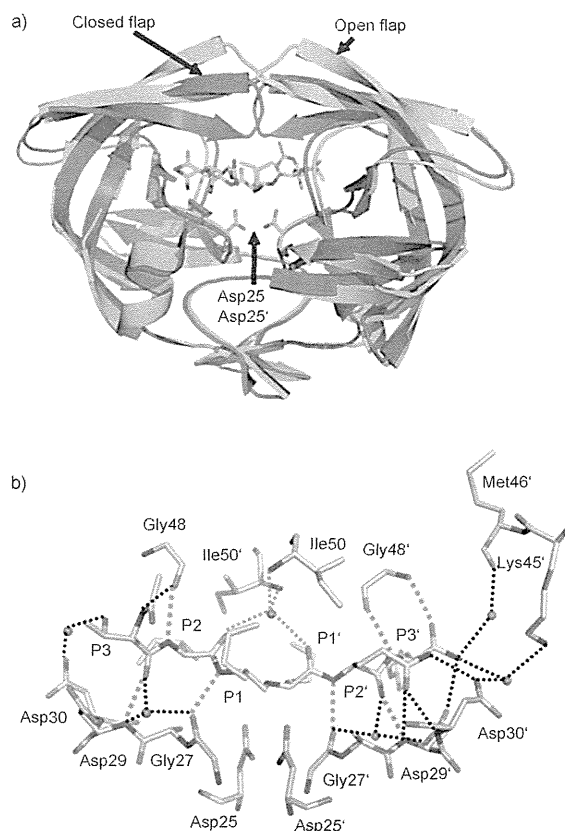 a)
Closed flap
Open flap
Asp25
Asp25‘
b)
Met46‘
Gly48
Ile50‘
Ile50
Gly48‘
Lys45‘
P2
P3
P1‘
P3‘
P1
P2‘
Asp30
Asp30‘
Asp29
Gly27
Gly27‘
Asp29‘
Asp25
Asp25‘